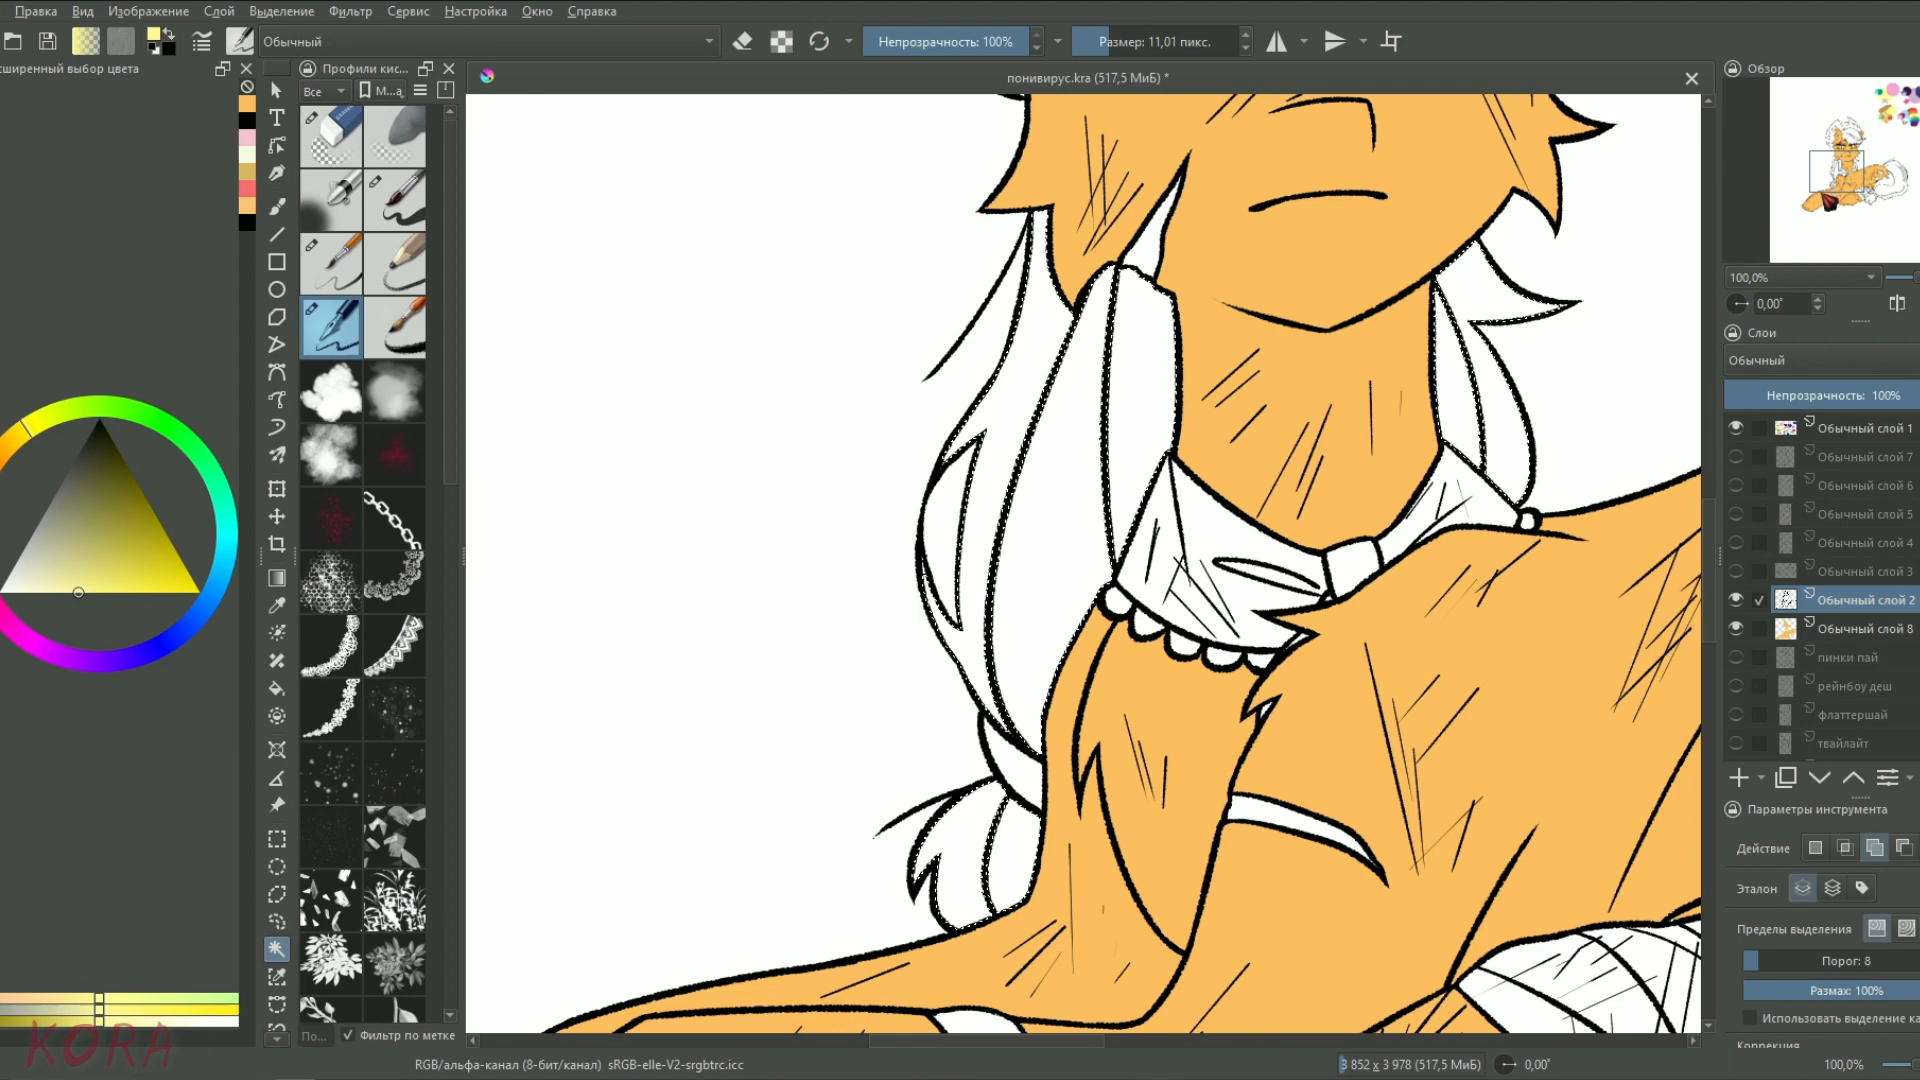 Правка Вид Изображение Слой Выделение Фильтр Сервис Настройка Окно Справка
Обычный
Непрозрачность: 100%
Размер: 11,01 пикс.
сширенный выбор цвета
Профили кис...
понивирус.kra (517,5 МиБ) *
Обзор
Все
100,0%
0,00°
Слои
Обычный
Непрозрачность: 100%
Обычный слой 1
Обычный слой 7
Обычный слой 6
Обычный слой 5
Обычный слой 4
Обычный слой 3
Обычный слой 2
Обычный слой 8
пинки пай
рейнбоу деш
флаттершай
твайлайт
Параметры инструмента
Действие
Эталон
Пределы выделения
Порог: 8
Размах: 100%
Использовать выделение ка
Коррекция
По...
Фильтр по метке
KORA
RGB/альфа-канал (8-бит/канал) sRGB-elle-V2-srgbtrc.icc
3 852 x 3 978 (517,5 МиБ)
0,00°
100,0%